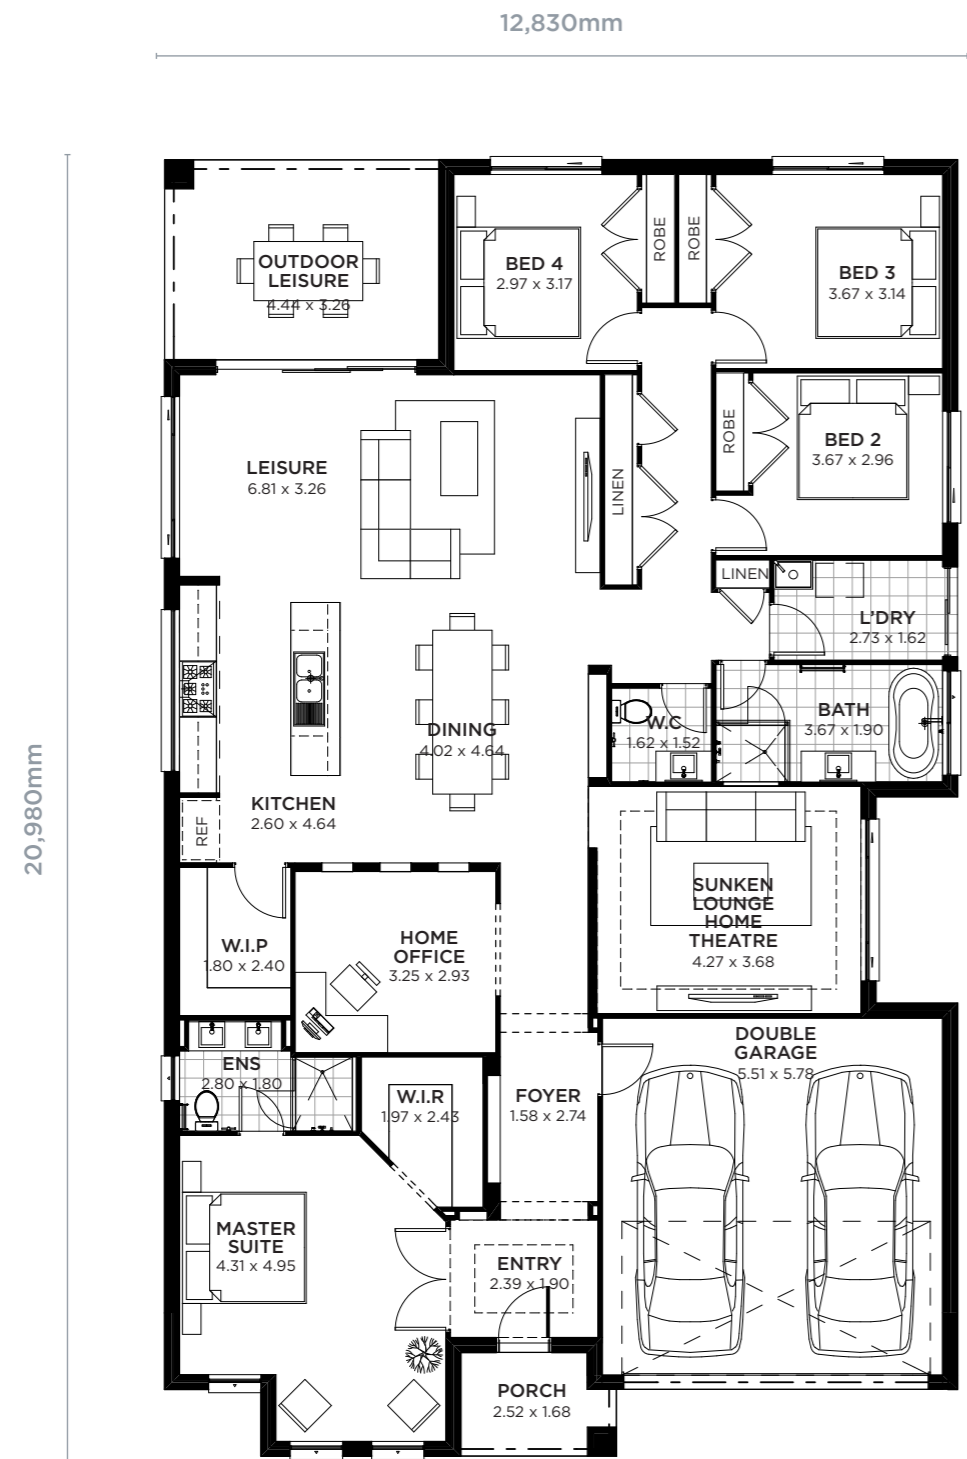 12,830mm
20,980mm
OUTDOOR
LEISURE
4.44 x 3.26
BED 4
2.97 x 3.17
ROBE
ROBE
BED 3
3.67 x 3.14
LEISURE
6.81 x 3.26
LINEN
ROBE
BED 2
3.67 x 2.96
LINEN
L'DRY
2.73 x 1.62
DINING
4.02 x 4.64
W.C
1.62 x 1.52
BATH
3.67 x 1.90
KITCHEN
2.60 x 4.64
REF
W.I.P
1.80 x 2.40
HOME
OFFICE
3.25 x 2.93
SUNKEN
LOUNGE
HOME
THEATRE
4.27 x 3.68
ENS
2.80 x 1.80
W.I.R
1.97 x 2.43
FOYER
1.58 x 2.74
DOUBLE
GARAGE
5.51 x 5.78
MASTER
SUITE
4.31 x 4.95
ENTRY
2.39 x 1.90
PORCH
2.52 x 1.68